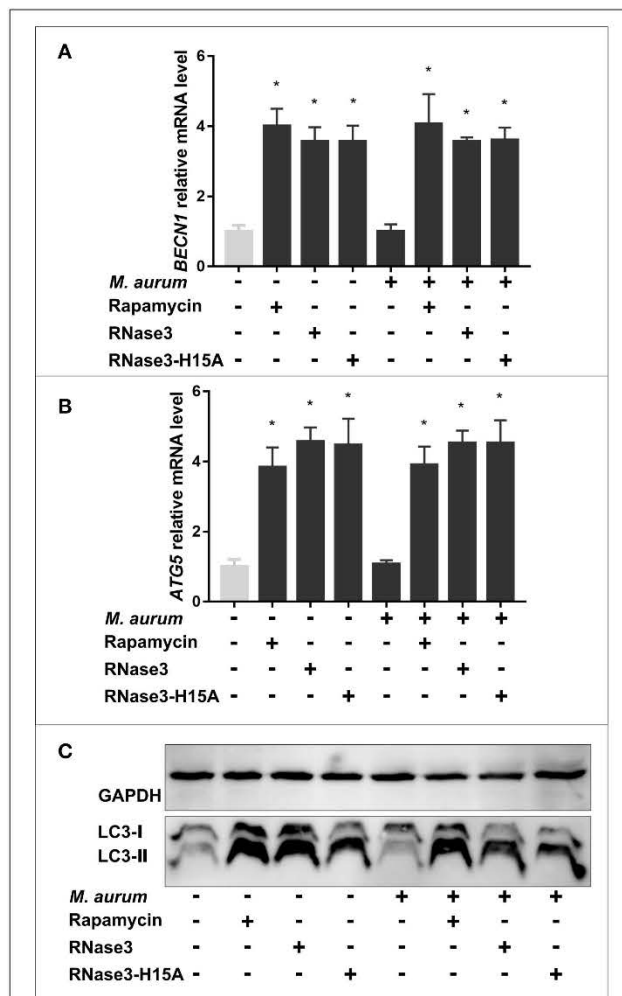 A
BECN1 relative mRNA level
6
4
2
0
* * * * * *
M. aurum - - - - + + + +
Rapamycin - + - - - + - -
RNase3 - - + - - - + -
RNase3-H15A - - - + - - - +
B
ATG5 relative mRNA level
6
4
2
0
* * * * * *
M. aurum - - - - + + + +
Rapamycin - + - - - + - -
RNase3 - - + - - - + -
RNase3-H15A - - - + - - - +
C
GAPDH
LC3-I
LC3-II
M. aurum - - - - + + + +
Rapamycin - + - - - + - -
RNase3 - - + - - - + -
RNase3-H15A - - - + - - - +